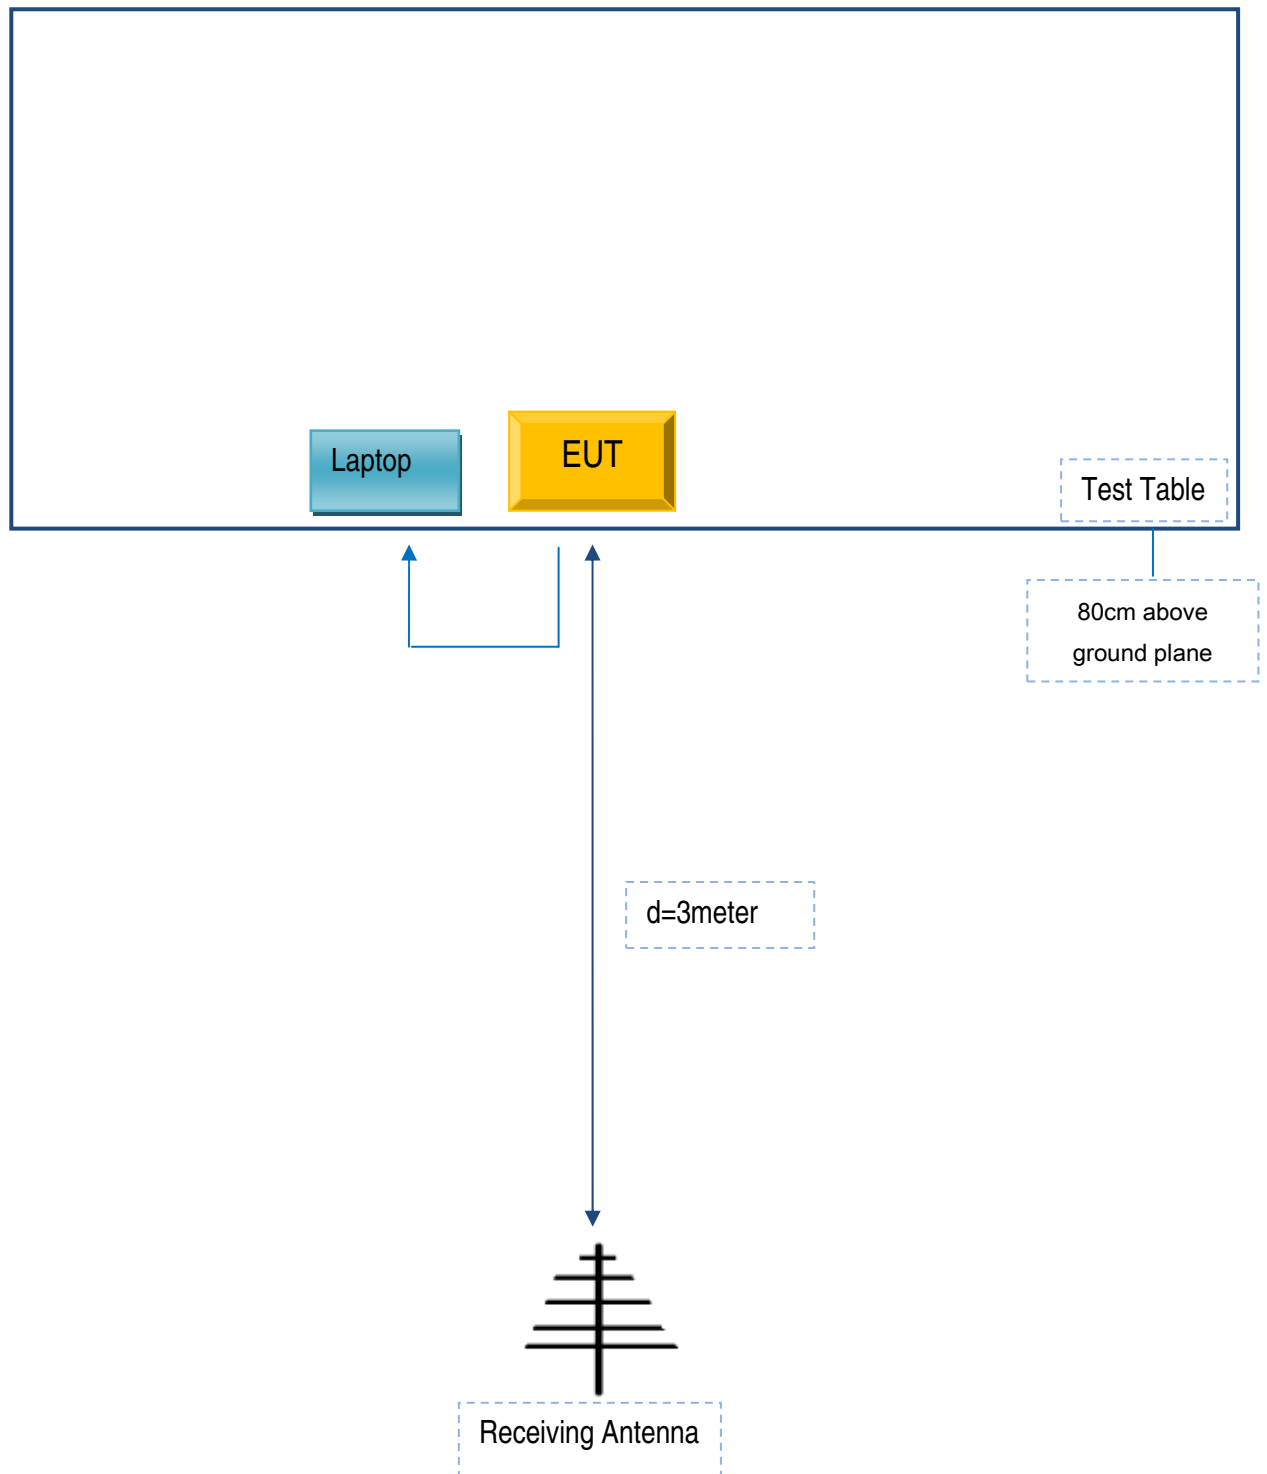 Laptop
EUT
Test Table
80cm above
ground plane
d=3meter
Receiving Antenna